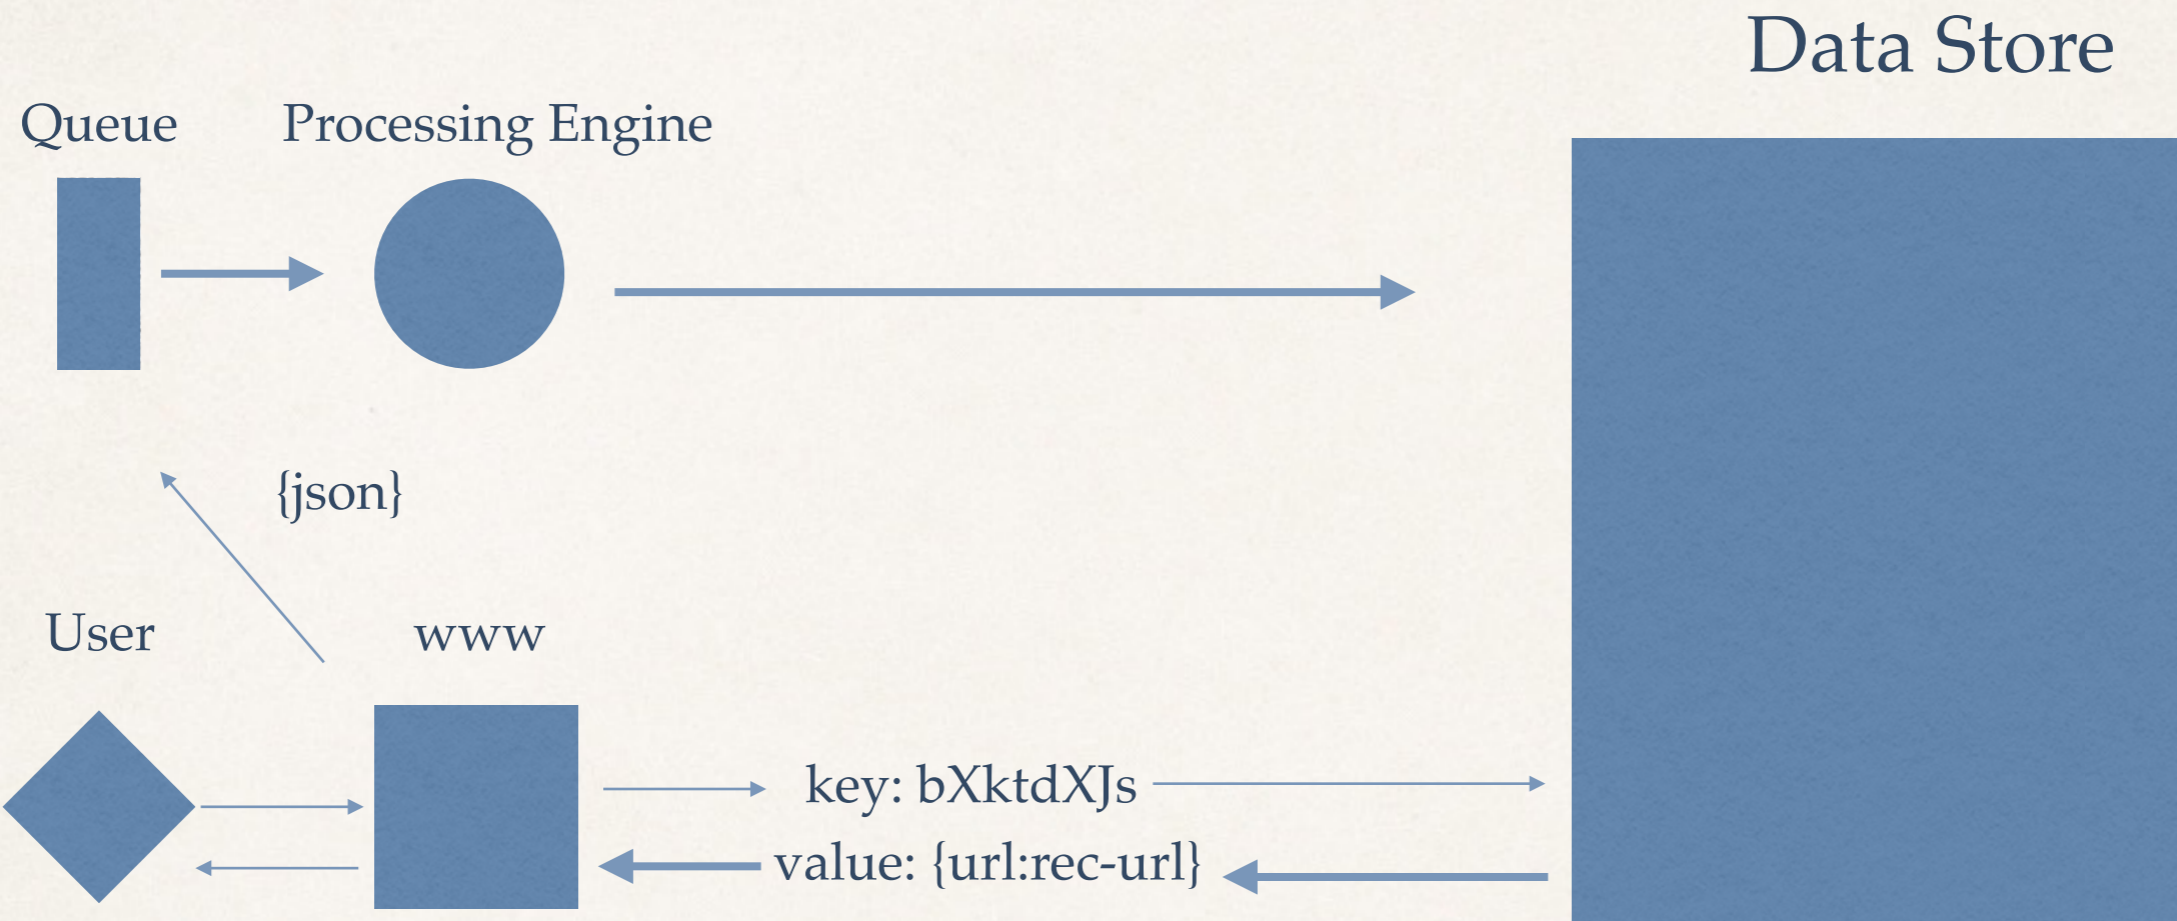 Data Store
Queue
Processing Engine
{json}
User
www
key: bXktdXJs
value: {url:rec-url}